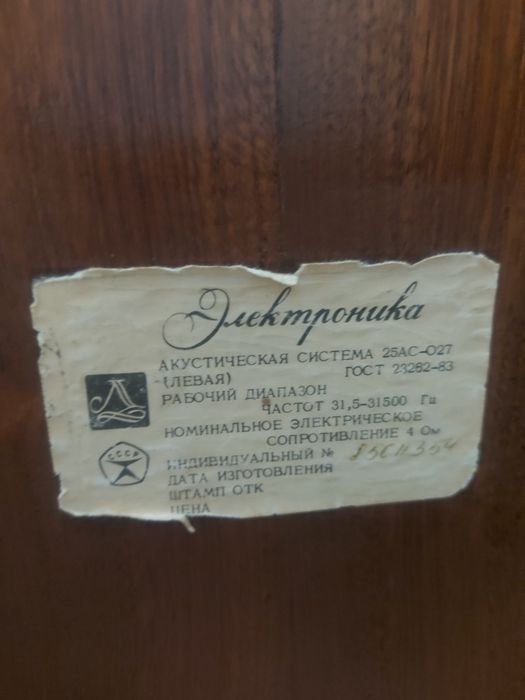 Электроника
АКУСТИЧЕСКАЯ СИСТЕМА 25АС-027
(ЛЕВАЯ) ГОСТ 23262-83
РАБОЧИЙ ДИАПАЗОН
ЧАСТОТ 31,5-31500 Гц
НОМИНАЛЬНОЕ ЭЛЕКТРИЧЕСКОЕ
СОПРОТИВЛЕНИЕ 4 Ом
СССР
ИНДИВИДУАЛЬНЫЙ №
ДАТА ИЗГОТОВЛЕНИЯ
ШТАМП ОТК
ЦЕНА